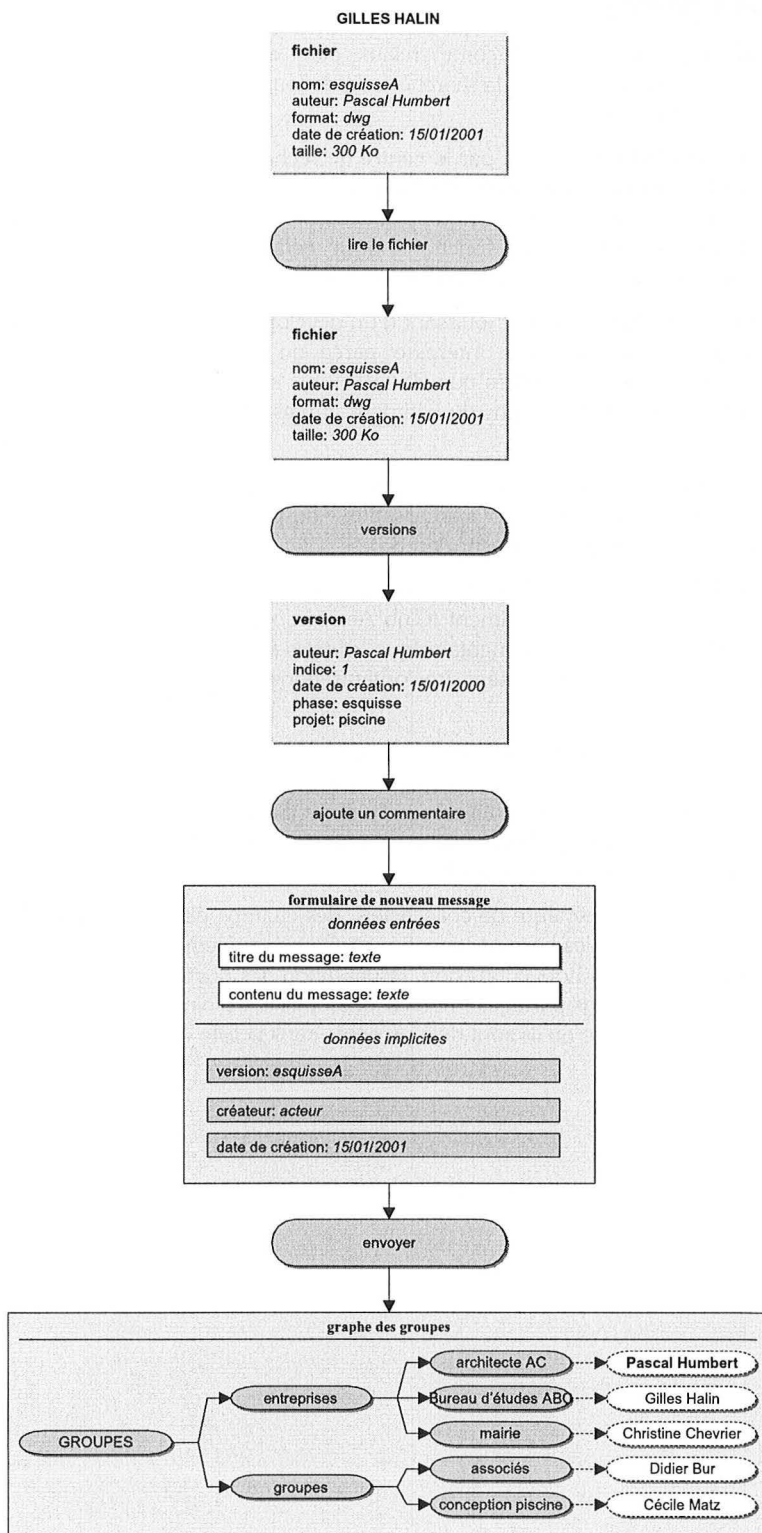 GILLES HALIN
fichier
nom: esquisseA
auteur: Pascal Humbert
format: dwg
date de création: 15/01/2001
taille: 300 Ko
lire le fichier
fichier
nom: esquisseA
auteur: Pascal Humbert
format: dwg
date de création: 15/01/2001
taille: 300 Ko
versions
version
auteur: Pascal Humbert
indice: 1
date de création: 15/01/2000
phase: esquisse
projet: piscine
ajoute un commentaire
formulaire de nouveau message
données entrées
titre du message: texte
contenu du message: texte
données implicites
version: esquisseA
créateur: acteur
date de création: 15/01/2001
envoyer
graphe des groupes
architecte AC
Pascal Humbert
entreprises
Bureau d'études ABC
Gilles Halin
mairie
Christine Chevrier
GROUPES
associés
Didier Bur
groupes
conception piscine
Cécile Matz